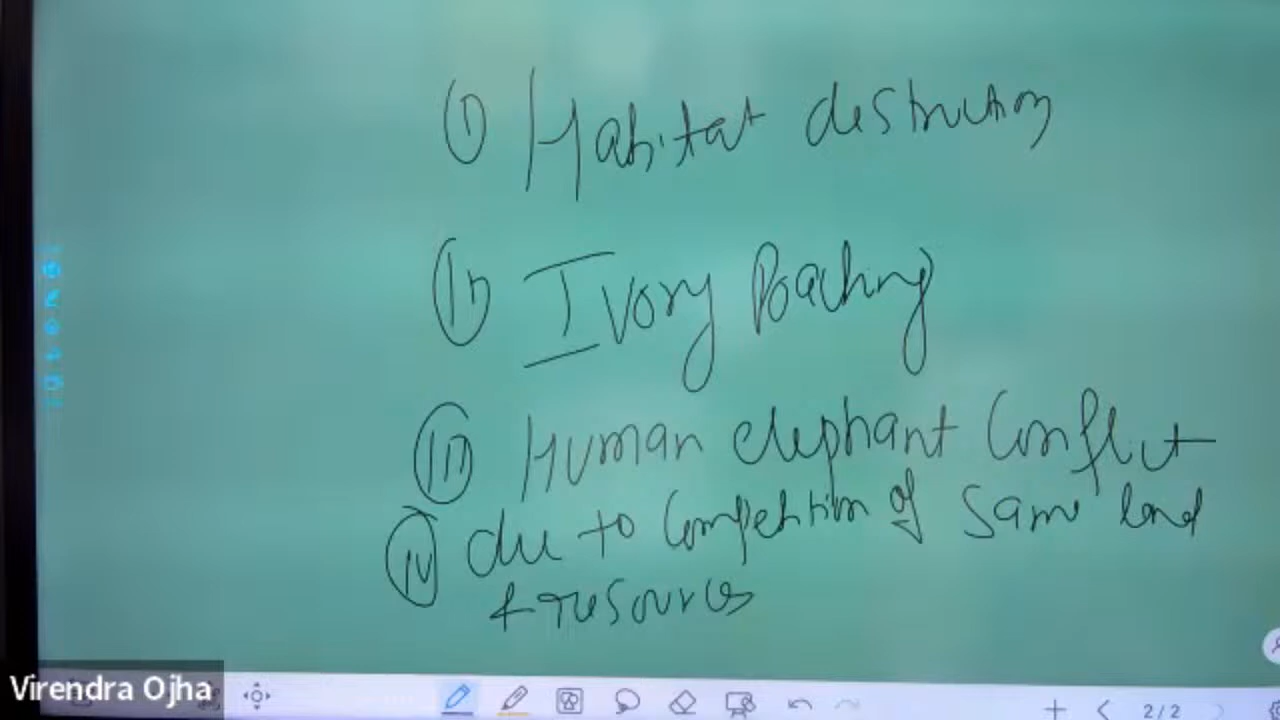 (i) Habitat destruction
(ii) Ivory Poaching
(iii) Human elephant Conflict
(iv) due to Competition of Same land
& resources
Virendra Ojha
2/2